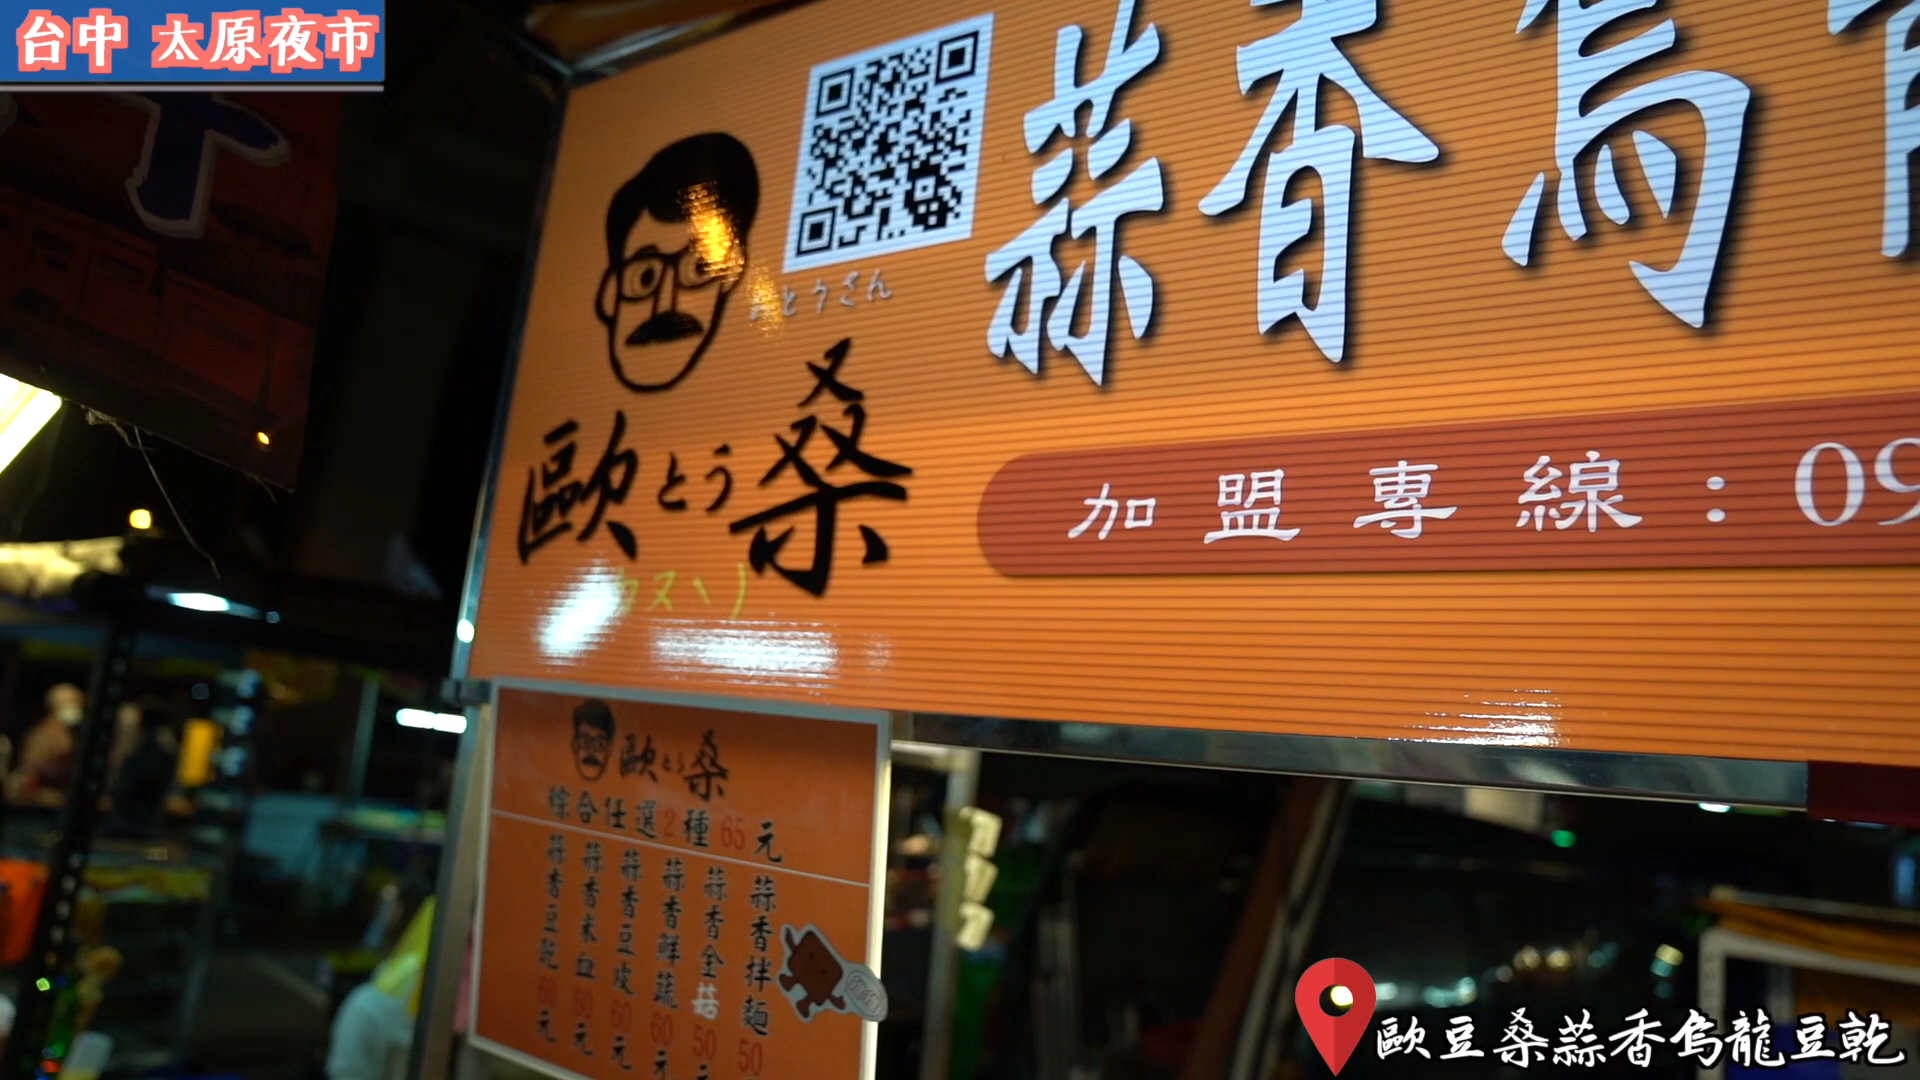 台中 太原夜市
蒜香烏
おとうさん
歐とう桑
加盟專線：09
歐とう桑
綜合任選2種65元
蒜香豆乾60元
蒜香米血60元
蒜香豆皮60元
蒜香鮮蔬60元
蒜香金菇50元
蒜香拌麵50
歐豆桑蒜香烏龍豆乾